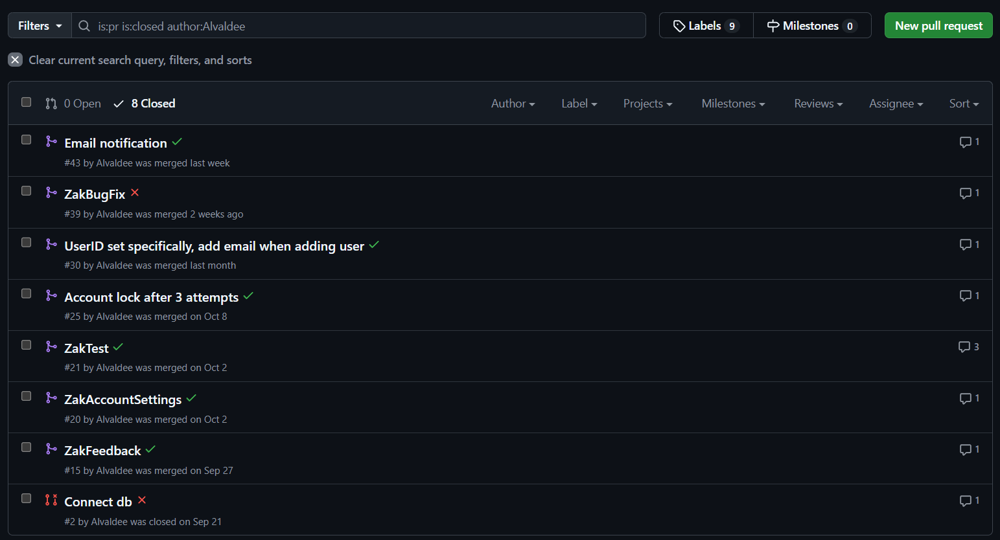 Filters is:pr is:closed author:Alvaldee Labels 9 Milestones 0 New pull request
Clear current search query, filters, and sorts
0 Open 8 Closed Author Label Projects Milestones Reviews Assignee Sort
Email notification 1
#43 by Alvaldee was merged last week
ZakBugFix 1
#39 by Alvaldee was merged 2 weeks ago
UserID set specifically, add email when adding user 1
#30 by Alvaldee was merged last month
Account lock after 3 attempts 1
#25 by Alvaldee was merged on Oct 8
ZakTest 3
#21 by Alvaldee was merged on Oct 2
ZakAccountSettings 1
#20 by Alvaldee was merged on Oct 2
ZakFeedback 1
#15 by Alvaldee was merged on Sep 27
Connect db 1
#2 by Alvaldee was closed on Sep 21